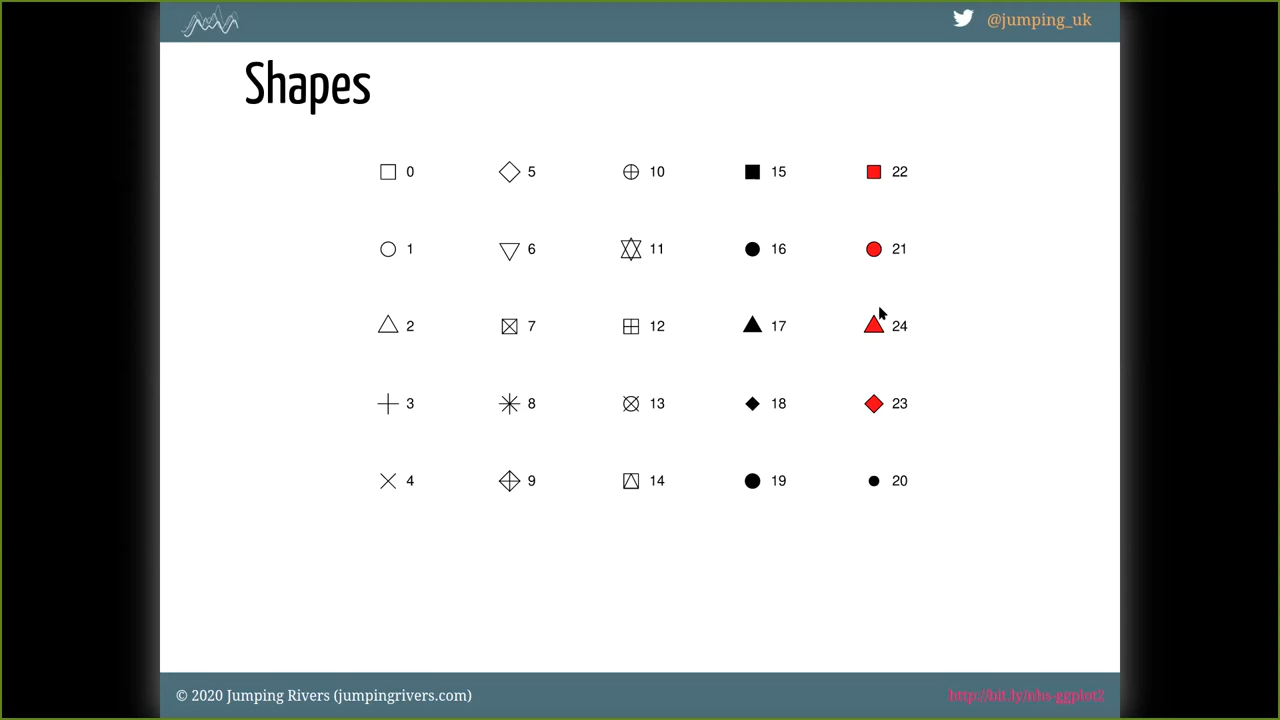 @jumping_uk
Shapes
0 5 10 15 22
1 6 11 16 21
2 7 12 17 24
3 8 13 18 23
4 9 14 19 20
© 2020 Jumping Rivers (jumpingrivers.com)
http://bit.ly/nhs-ggplot2